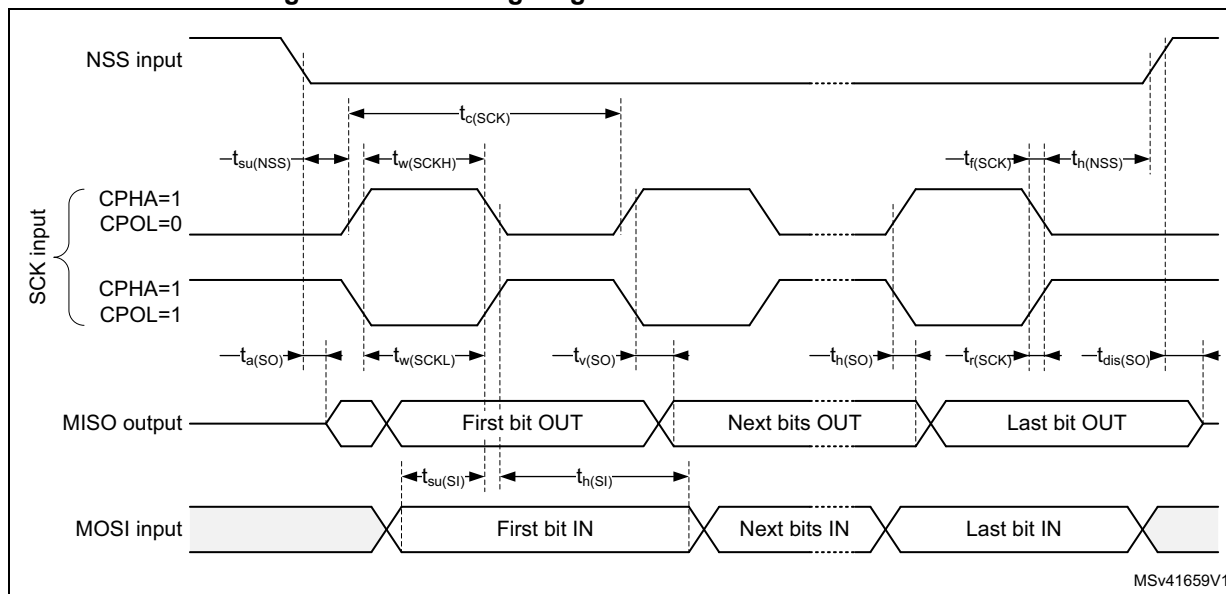 NSS input
tc(SCK)
tsu(NSS) tw(SCKH) tf(SCK) th(NSS)
SCK input
CPHA=1
CPOL=0
CPHA=1
CPOL=1
ta(SO) tw(SCKL) tv(SO) th(SO) tr(SCK) tdis(SO)
MISO output First bit OUT Next bits OUT Last bit OUT
tsu(SI) th(SI)
MOSI input First bit IN Next bits IN Last bit IN
MSv41659V1